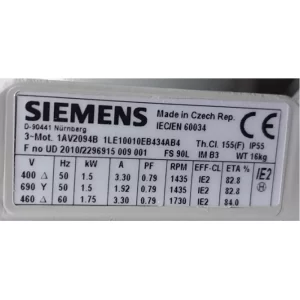 SIEMENS
Made in Czech Rep.
CE
D-90441 Nürnberg
IEC/EN 60034
3~Mot. 1AV2094B 1LE10010EB434AB4
Th.Cl. 155(F) IP55
F no UD 2010/2296915 009 001 FS 90L IM B3 WT 16kg
V Hz kW A PF RPM EFF-CL ETA % IE2
400 Δ 50 1.5 3.30 0.79 1435 IE2 82.8
690 Y 50 1.5 1.92 0.79 1435 IE2 82.8
460 Δ 60 1.75 3.30 0.79 1730 IE2 84.0